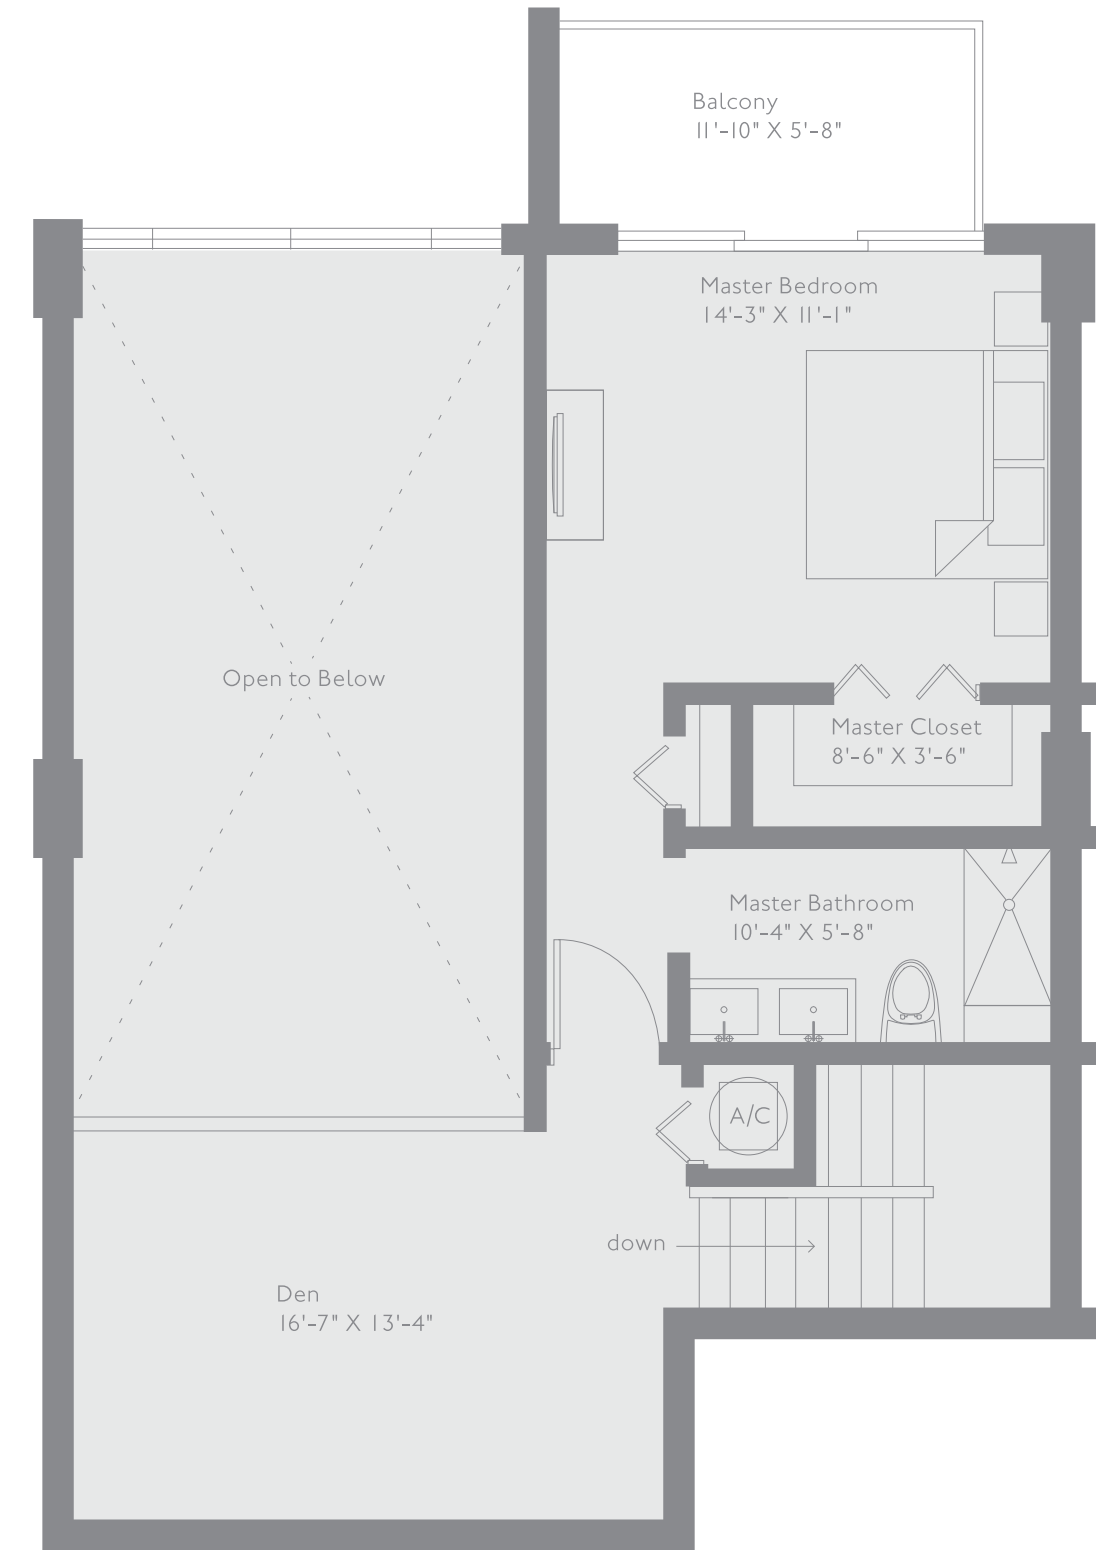 Balcony
11'-10" X 5'-8"
Master Bedroom
14'-3" X 11'-1"
Open to Below
Master Closet
8'-6" X 3'-6"
Master Bathroom
10'-4" X 5'-8"
A/C
down
Den
16'-7" X 13'-4"